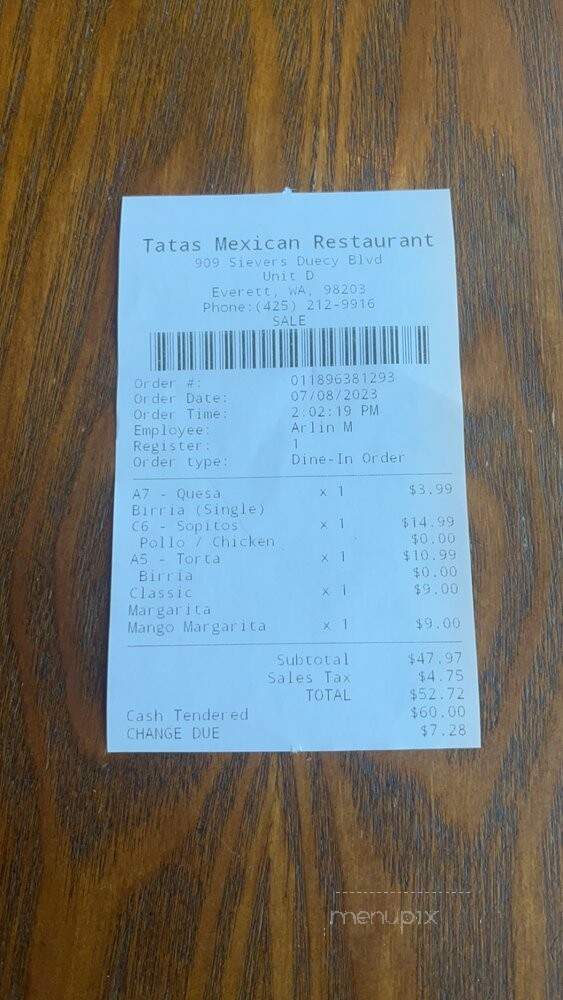 Tatas Mexican Restaurant
909 Sievers Duecy Blvd
Unit D
Everett, WA, 98203
Phone:(425) 212-9916
SALE
Order #: 011896381293
Order Date: 07/08/2023
Order Time: 2:02:19 PM
Employee: Arlin M
Register: 1
Order type: Dine-In Order
A7 - Quesa x 1 $3.99
Birria (Single)
C6 - Sopitos x 1 $14.99
Pollo / Chicken $0.00
A5 - Torta x 1 $10.99
Birria $0.00
Classic x 1 $9.00
Margarita
Mango Margarita x 1 $9.00
Subtotal $47.97
Sales Tax $4.75
TOTAL $52.72
Cash Tendered $60.00
CHANGE DUE $7.28
menupix